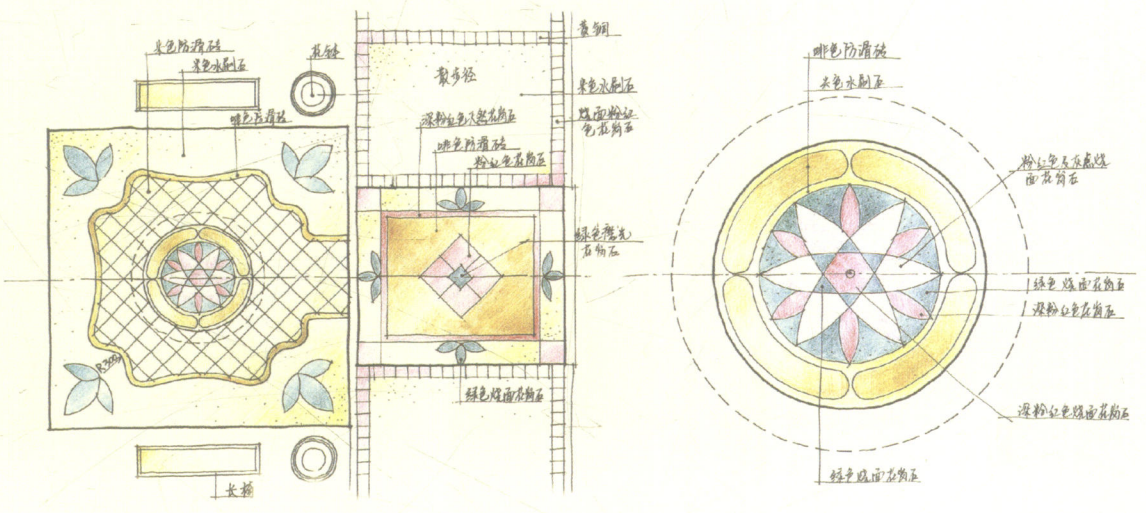 米色防滑砖
米色水刷石
啡色防滑砖
花钵
散步径
深粉红色火烧花岗石
啡色防滑砖
粉红色花岗石
黄铜
米色水刷石
烧面粉红
色花岗石
绿色磨光
花岗石
绿色烧面花岗石
长椅
啡色防滑砖
灰色水刷石
粉红色及灰底烧
面花岗石
绿色烧面花岗石
深粉红色花岗石
深粉红色烧面花岗石
绿色烧面花岗石